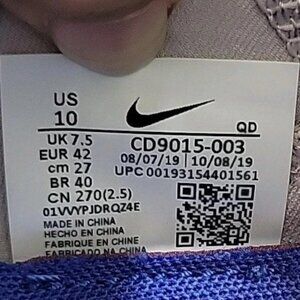 US
10
QD
UK 7.5
EUR 42
cm 27
BR 40
CN 270(2.5)
01VVYPJDRQZ4E
CD9015-003
08/07/19 | 10/08/19
UPC 00193154401561
MADE IN CHINA
HECHO EN CHINA
FABRIQUE EN CHINE
FABRICADO EN CHINA